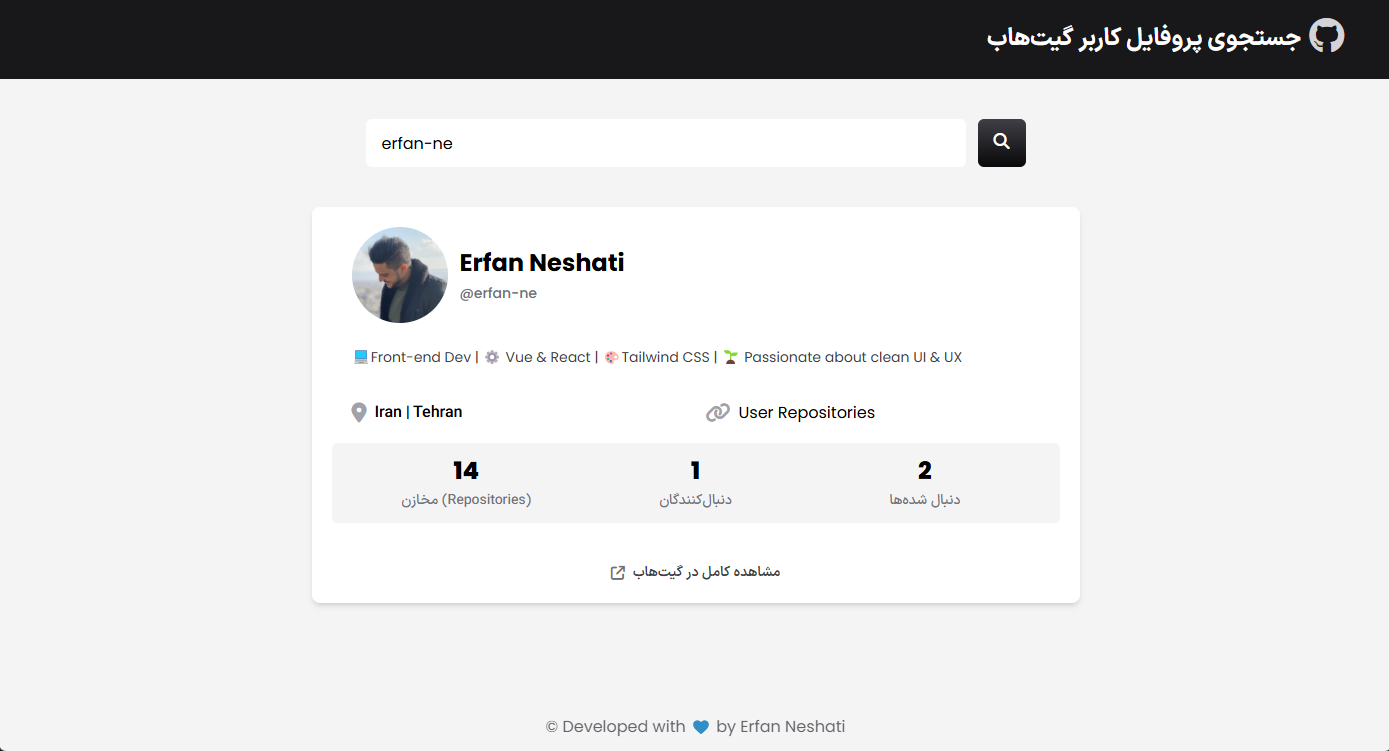 جستجوی پروفایل کاربر گیت‌هاب
erfan-ne
Erfan Neshati
@erfan-ne
💻 Front-end Dev | ⚙️ Vue & React | 🎨 Tailwind CSS | 🌱 Passionate about clean UI & UX
Iran | Tehran
User Repositories
14
مخازن (Repositories)
1
دنبال‌کنندگان
2
دنبال شده‌ها
مشاهده کامل در گیت‌هاب
© Developed with 💙 by Erfan Neshati